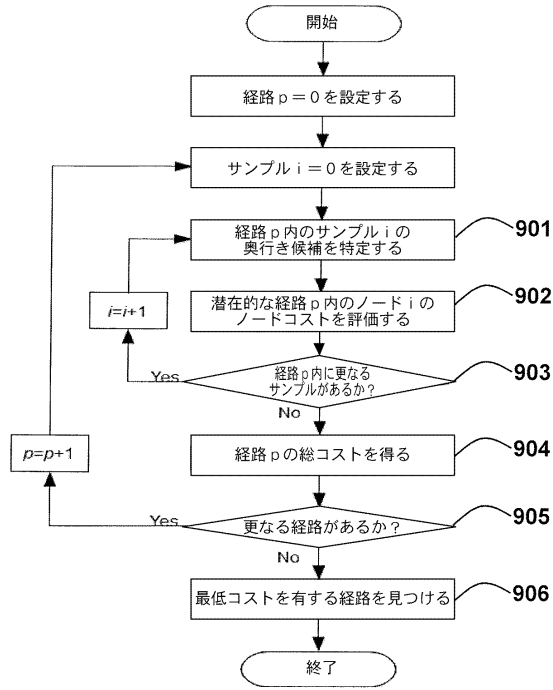 開始
経路p＝0を設定する
サンプルi＝0を設定する
経路p内のサンプルiの
奥行き候補を特定する
901
潜在的な経路p内のノードiの
ノードコストを評価する
902
i=i+1
経路p内に更なる
サンプルがあるか？
903
Yes
No
経路pの総コストを得る
904
p=p+1
更なる経路があるか？
905
Yes
No
最低コストを有する経路を見つける
906
終了